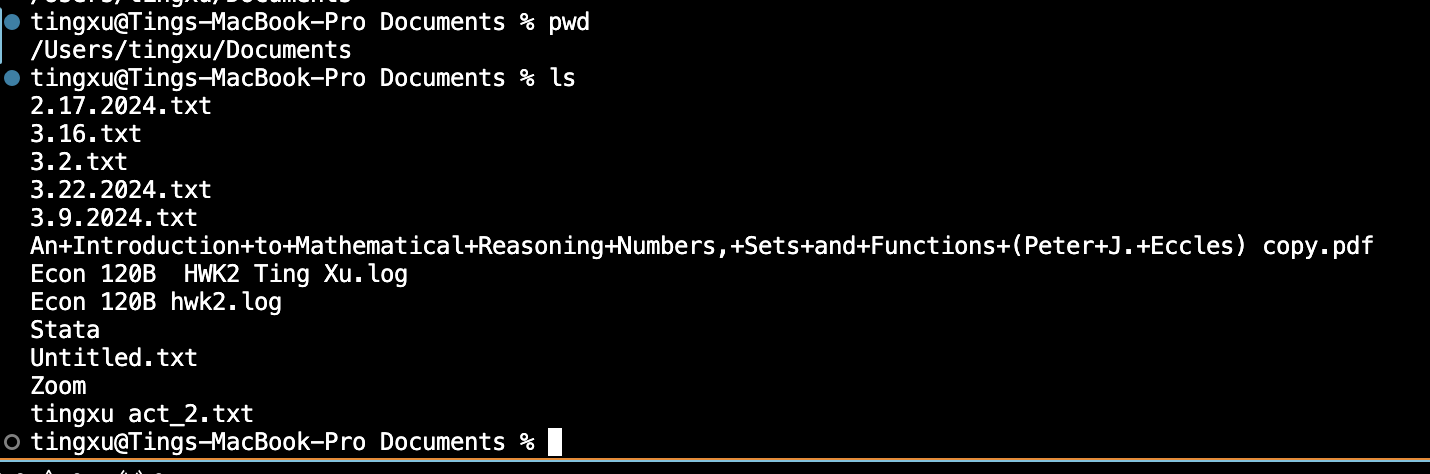 /Users/tingxu/Documents
tingxu@Tings-MacBook-Pro Documents % pwd
/Users/tingxu/Documents
tingxu@Tings-MacBook-Pro Documents % ls
2.17.2024.txt
3.16.txt
3.2.txt
3.22.2024.txt
3.9.2024.txt
An+Introduction+to+Mathematical+Reasoning+Numbers,+Sets+and+Functions+(Peter+J.+Eccles) copy.pdf
Econ 120B  HWK2 Ting Xu.log
Econ 120B hwk2.log
Stata
Untitled.txt
Zoom
tingxu act_2.txt
tingxu@Tings-MacBook-Pro Documents %